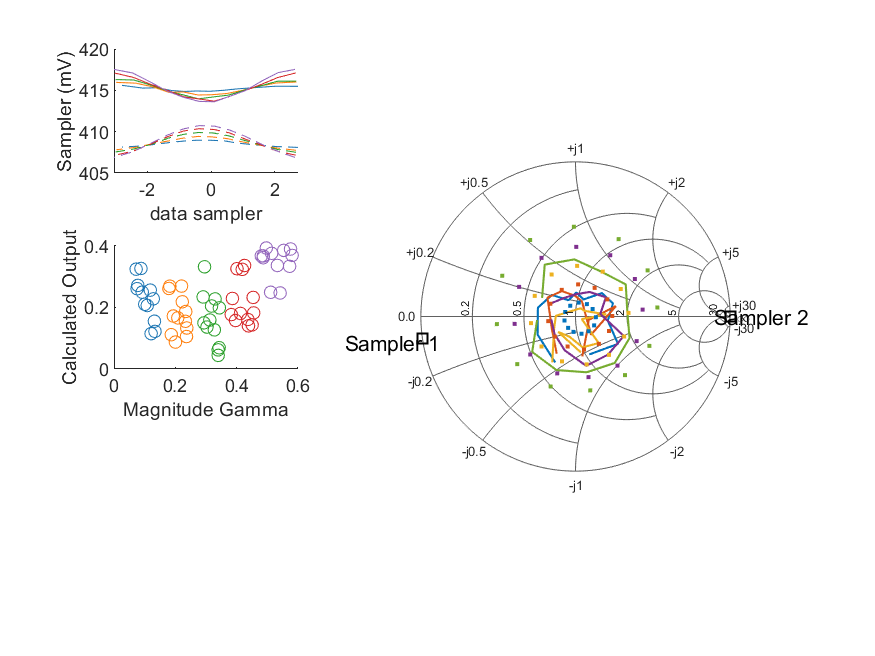 420
415
410
405
Sampler (mV)
-2
0
2
data sampler
0.4
0.2
0
Calculated Output
0
0.2
0.4
0.6
Magnitude Gamma
+j1
+j0.5
+j2
+j0.2
+j5
+j30
0.0
0.2
0.5
1
2
5
30
Sampler 2
-j30
Sampler 1
-j0.2
-j5
-j0.5
-j2
-j1